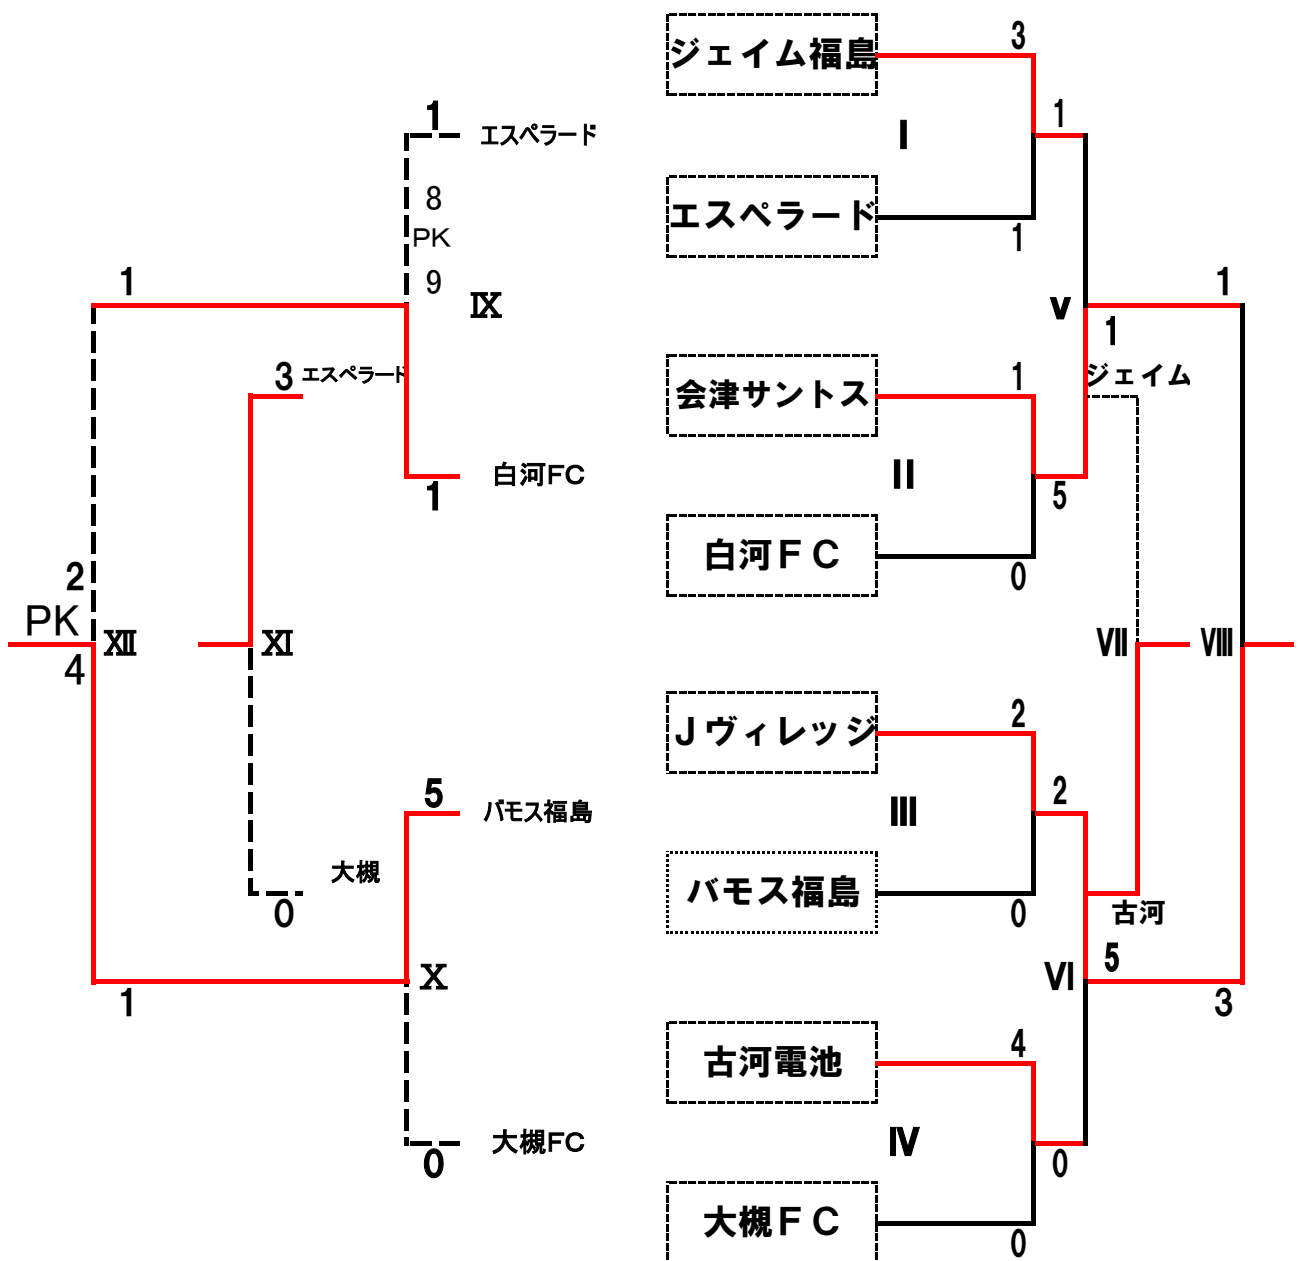 ジェイム福島
3
1
1
エスペラード
I
8
PK
エスペラード
1
9
IX
1
V
1
1
1
3
エスペラード
会津サントス
1
ジェイム
白河FC
1
II
5
白河FC
0
2
PK
XII
XI
4
VII
VIII
Jヴィレッジ
2
5
バモス福島
III
2
大槻
0
バモス福島
0
古河
X
VI
5
1
3
古河電池
4
大槻FC
0
IV
0
大槻FC
0